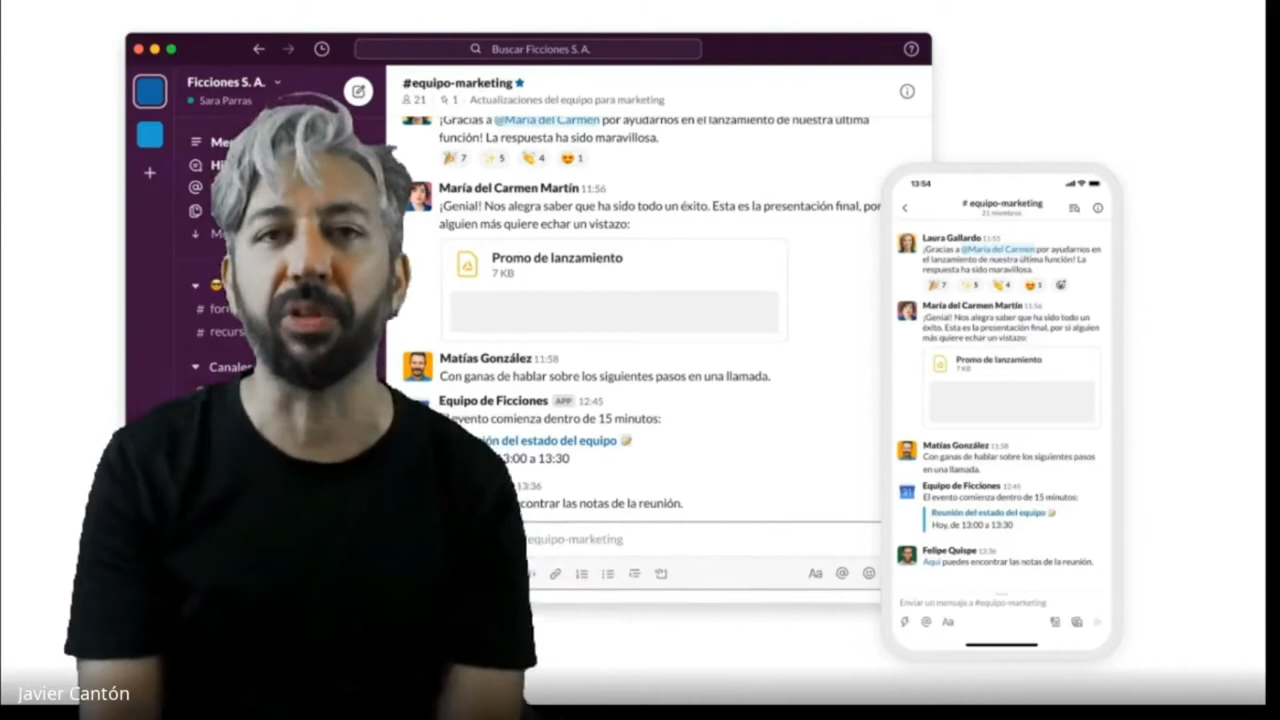 Buscar Ficciones S. A.
Ficciones S. A.
Sara Parras
#equipo-marketing
21
1
Actualizaciones del equipo para marketing
¡Gracias a @María del Carmen por ayudarnos en el lanzamiento de nuestra última
función! La respuesta ha sido maravillosa.
7 5 4 1
María del Carmen Martín 11:56
¡Genial! Nos alegra saber que ha sido todo un éxito. Esta es la presentación final, por
alguien más quiere echar un vistazo:
Promo de lanzamiento
7 KB
Matías González 11:58
Con ganas de hablar sobre los siguientes pasos en una llamada.
Equipo de Ficciones APP 12:45
El evento comienza dentro de 15 minutos:
del estado del equipo
13:00 a 13:30
13:36
las notas de la reunión.
equipo-marketing
Aa
#
# recurs
Canales
13:54
# equipo-marketing
21 miembros
Laura Gallardo 11:55
¡Gracias a @María del Carmen por ayudarnos en
el lanzamiento de nuestra última función! La
respuesta ha sido maravillosa.
7 5 4 1
María del Carmen Martín 11:56
¡Genial! Nos alegra saber que ha sido todo un
éxito. Esta es la presentación final, por si alguien
más quiere echar un vistazo:
Promo de lanzamiento
7 KB
Matías González 11:58
Con ganas de hablar sobre los siguientes pasos
en una llamada.
Equipo de Ficciones 12:45
El evento comienza dentro de 15 minutos:
Reunión del estado del equipo
Hoy, de 13:00 a 13:30
Felipe Quispe 13:36
Aquí puedes encontrar las notas de la reunión.
Enviar un mensaje a #equipo-marketing
Aa
Javier Cantón